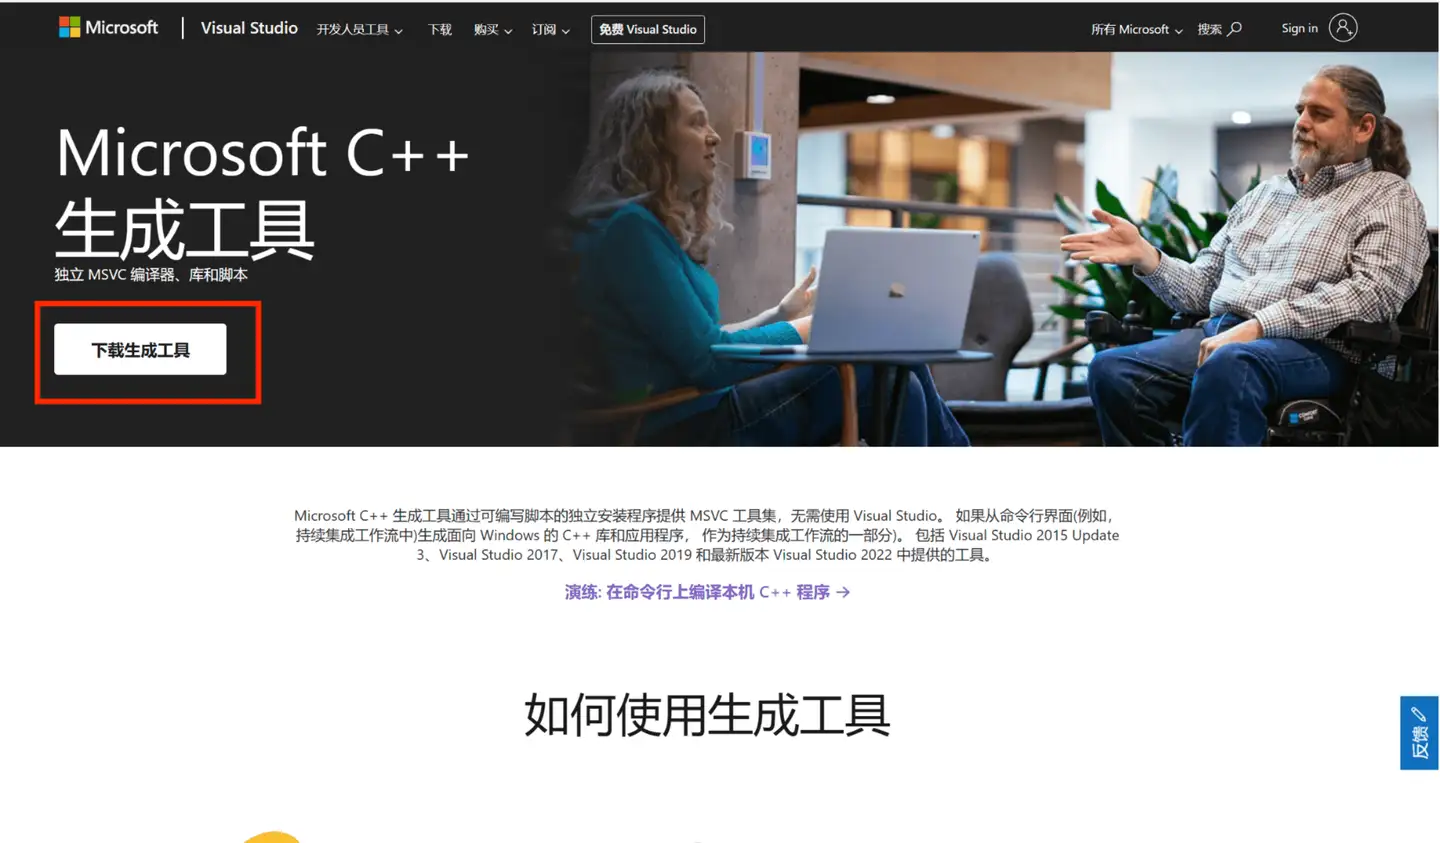 Microsoft
Visual Studio
开发人员工具
下载
购买
订阅
免费 Visual Studio
所有 Microsoft
搜索
Sign in
Microsoft C++
生成工具
独立 MSVC 编译器、库和脚本
下载生成工具
Microsoft C++ 生成工具通过可编写脚本的独立安装程序提供 MSVC 工具集，无需使用 Visual Studio。 如果从命令行界面(例如，
持续集成工作流中)生成面向 Windows 的 C++ 库和应用程序， 作为持续集成工作流的一部分)。 包括 Visual Studio 2015 Update
3、Visual Studio 2017、Visual Studio 2019 和最新版本 Visual Studio 2022 中提供的工具。
演练: 在命令行上编译本机 C++ 程序 →
如何使用生成工具
反馈